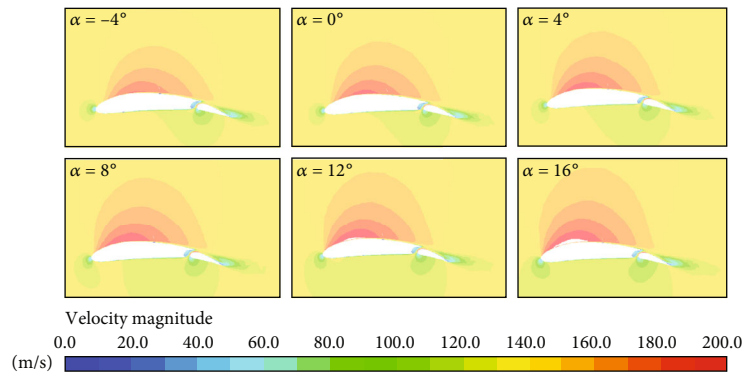 α = –4°
α = 0°
α = 4°
α = 8°
α = 12°
α = 16°
Velocity magnitude
0.0 20.0 40.0 60.0 80.0 100.0 120.0 140.0 160.0 180.0 200.0
(m/s)